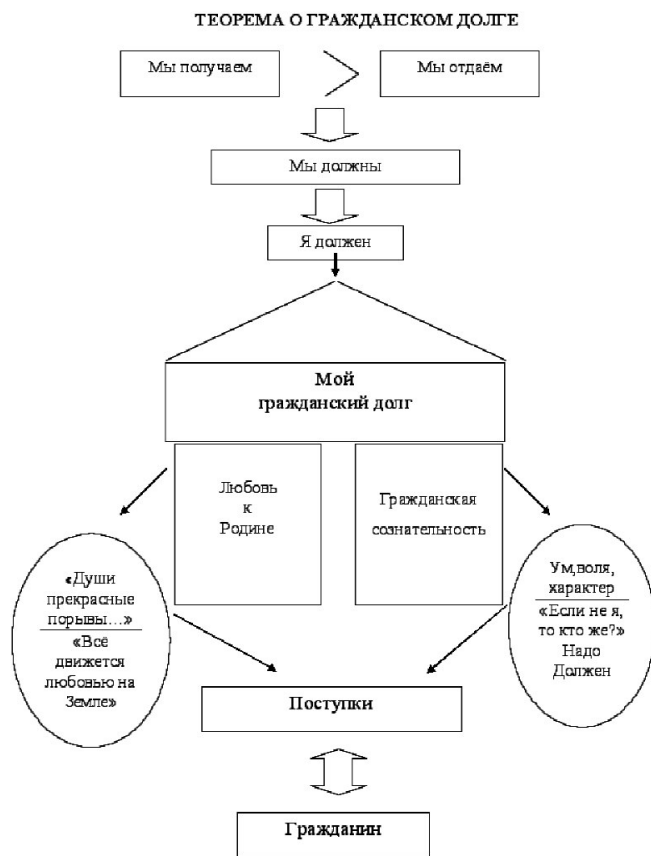 ТЕОРЕМА О ГРАЖДАНСКОМ ДОЛГЕ
Мы получаем
Мы отдаём
Мы должны
Я должен
Мой
гражданский долг
Любовь
к
Родине
Гражданская
сознательность
«Души
прекрасные
порывы...»
«Всё
движется
любовью на
Земле»
Ум,воля,
характер
«Если не я,
то кто же?»
Надо
Должен
Поступки
Гражданин